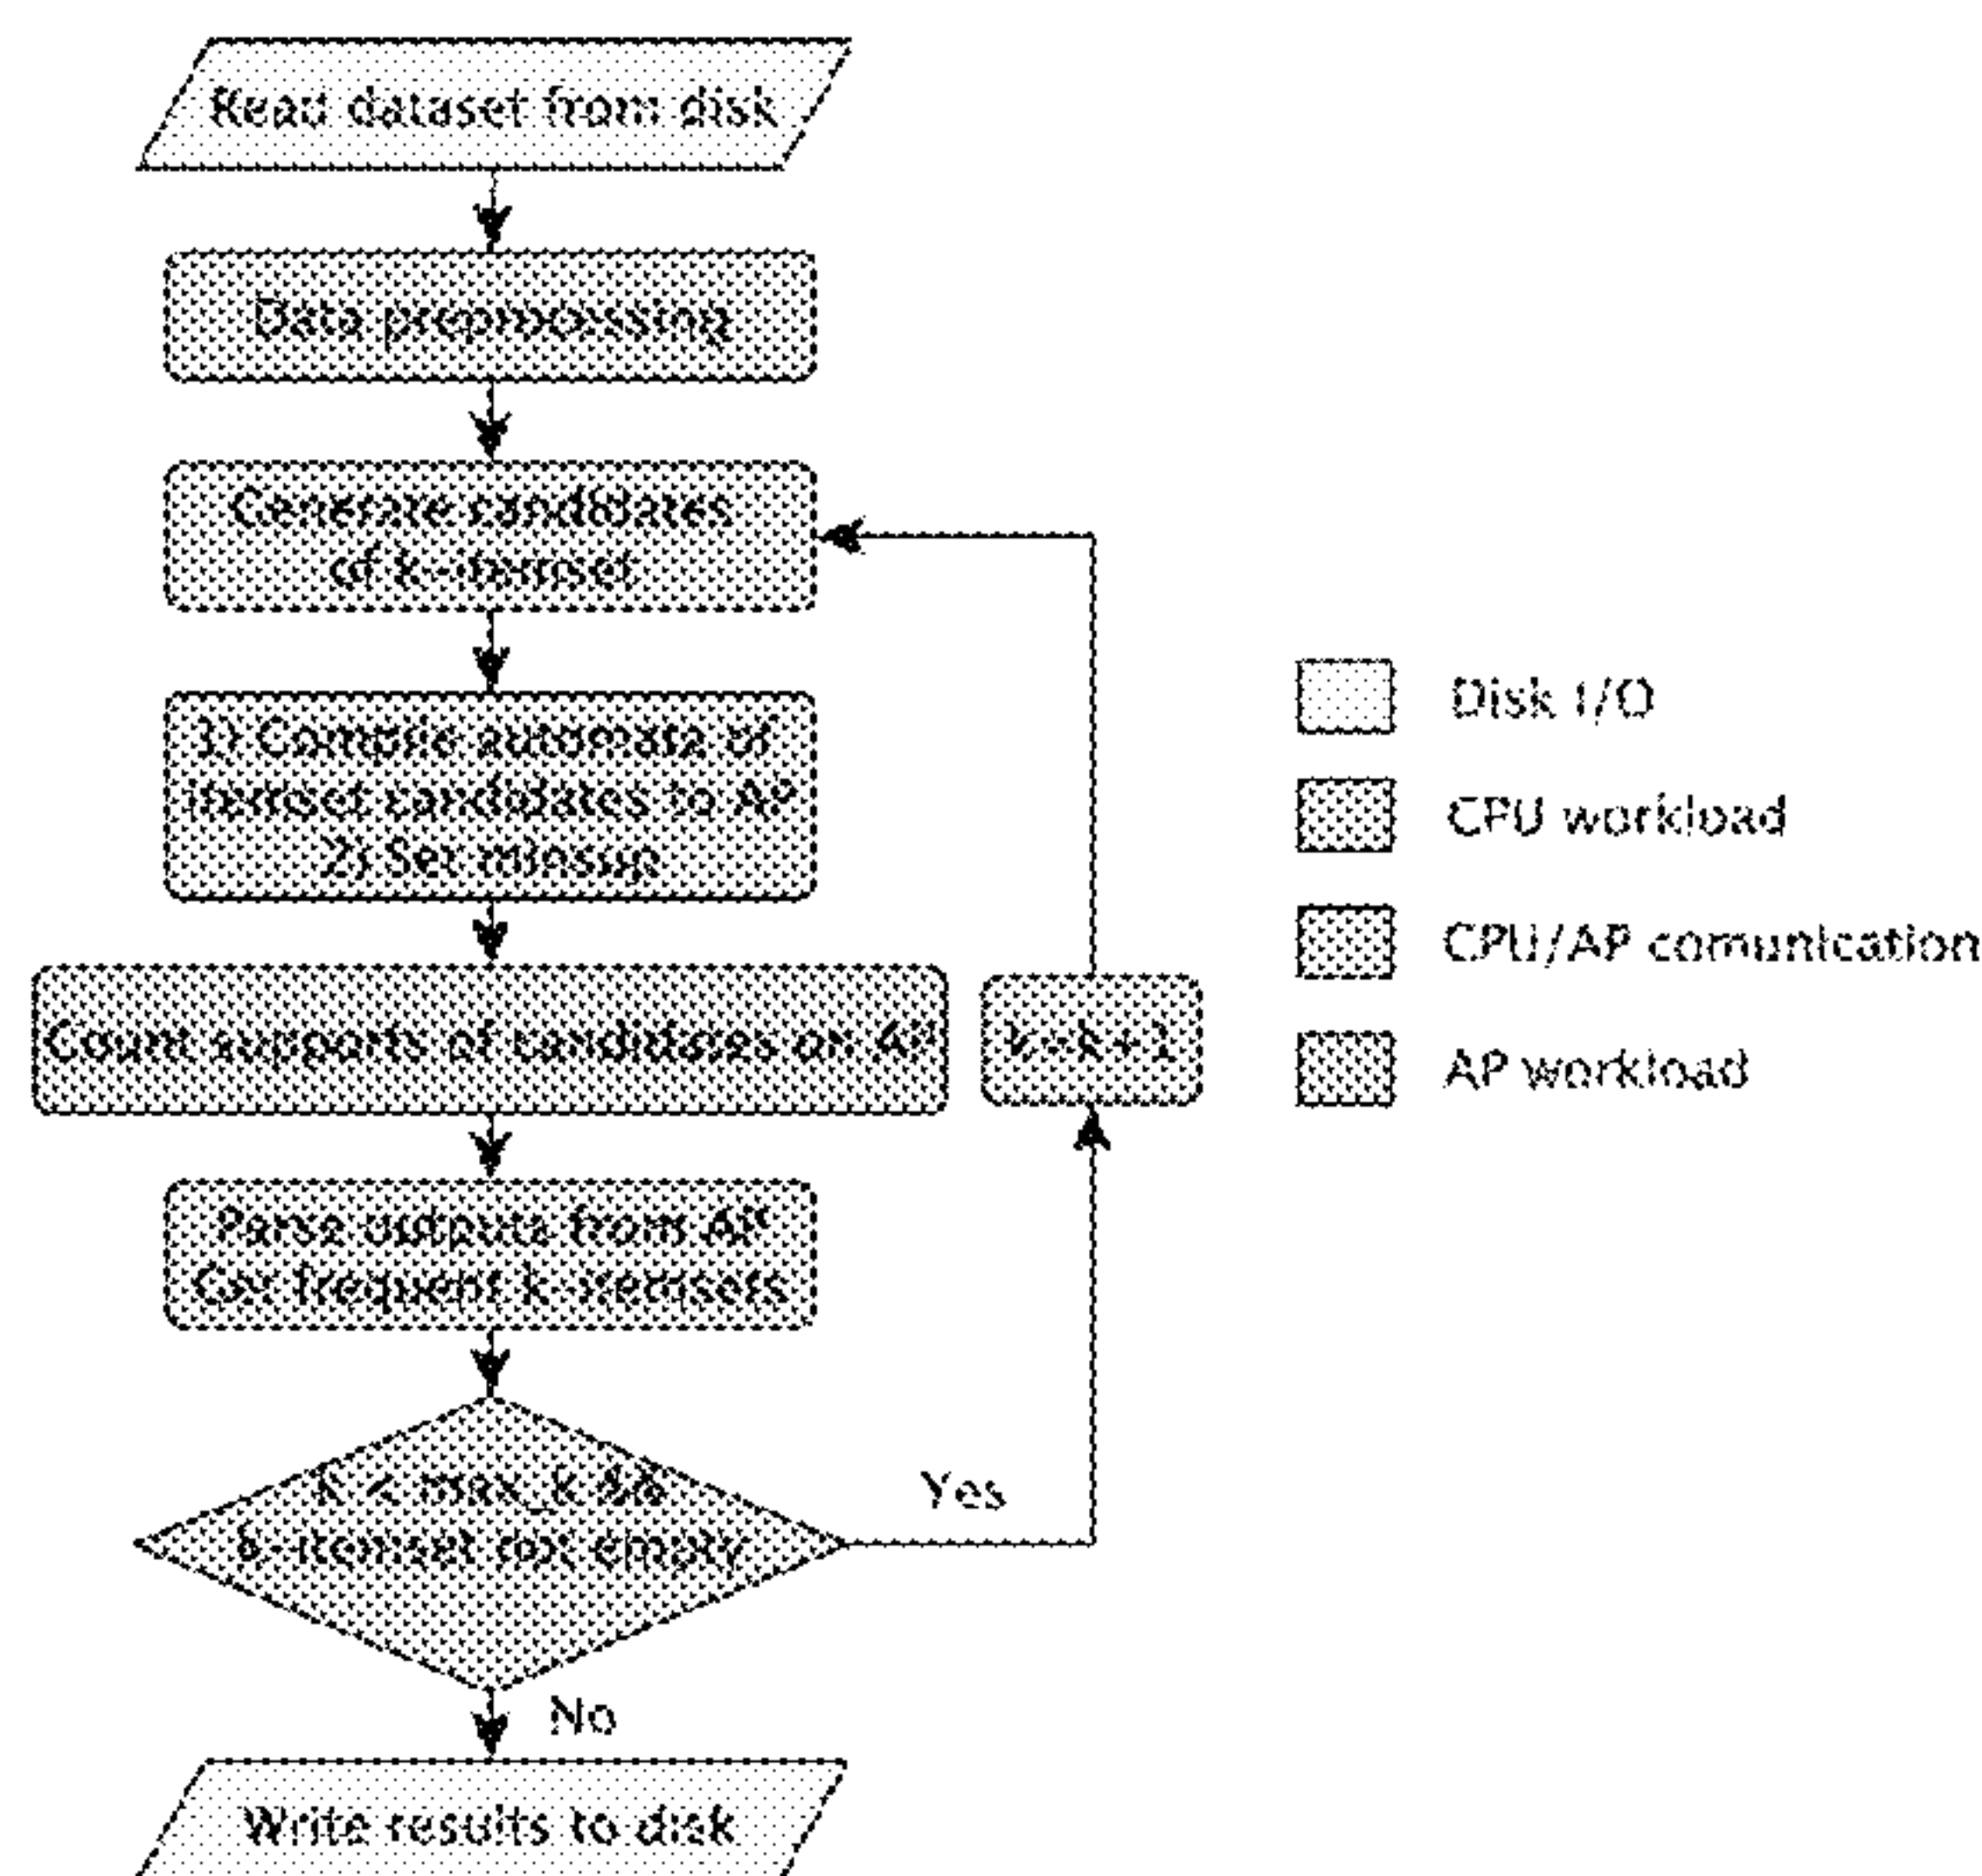 Read dataset from disk
Data preprocessing
Generate candidates
of k-itemset
1) Compile automata of
itemset candidates to AP
2) Set minsup
Count supports of candidates on AP
k=k+1
Parse outputs from AP
Get frequent k-itemsets
k < max_k &&
k-itemset not empty
Yes
No
Write results to disk
Disk I/O
CPU workload
CPU/AP comunication
AP workload